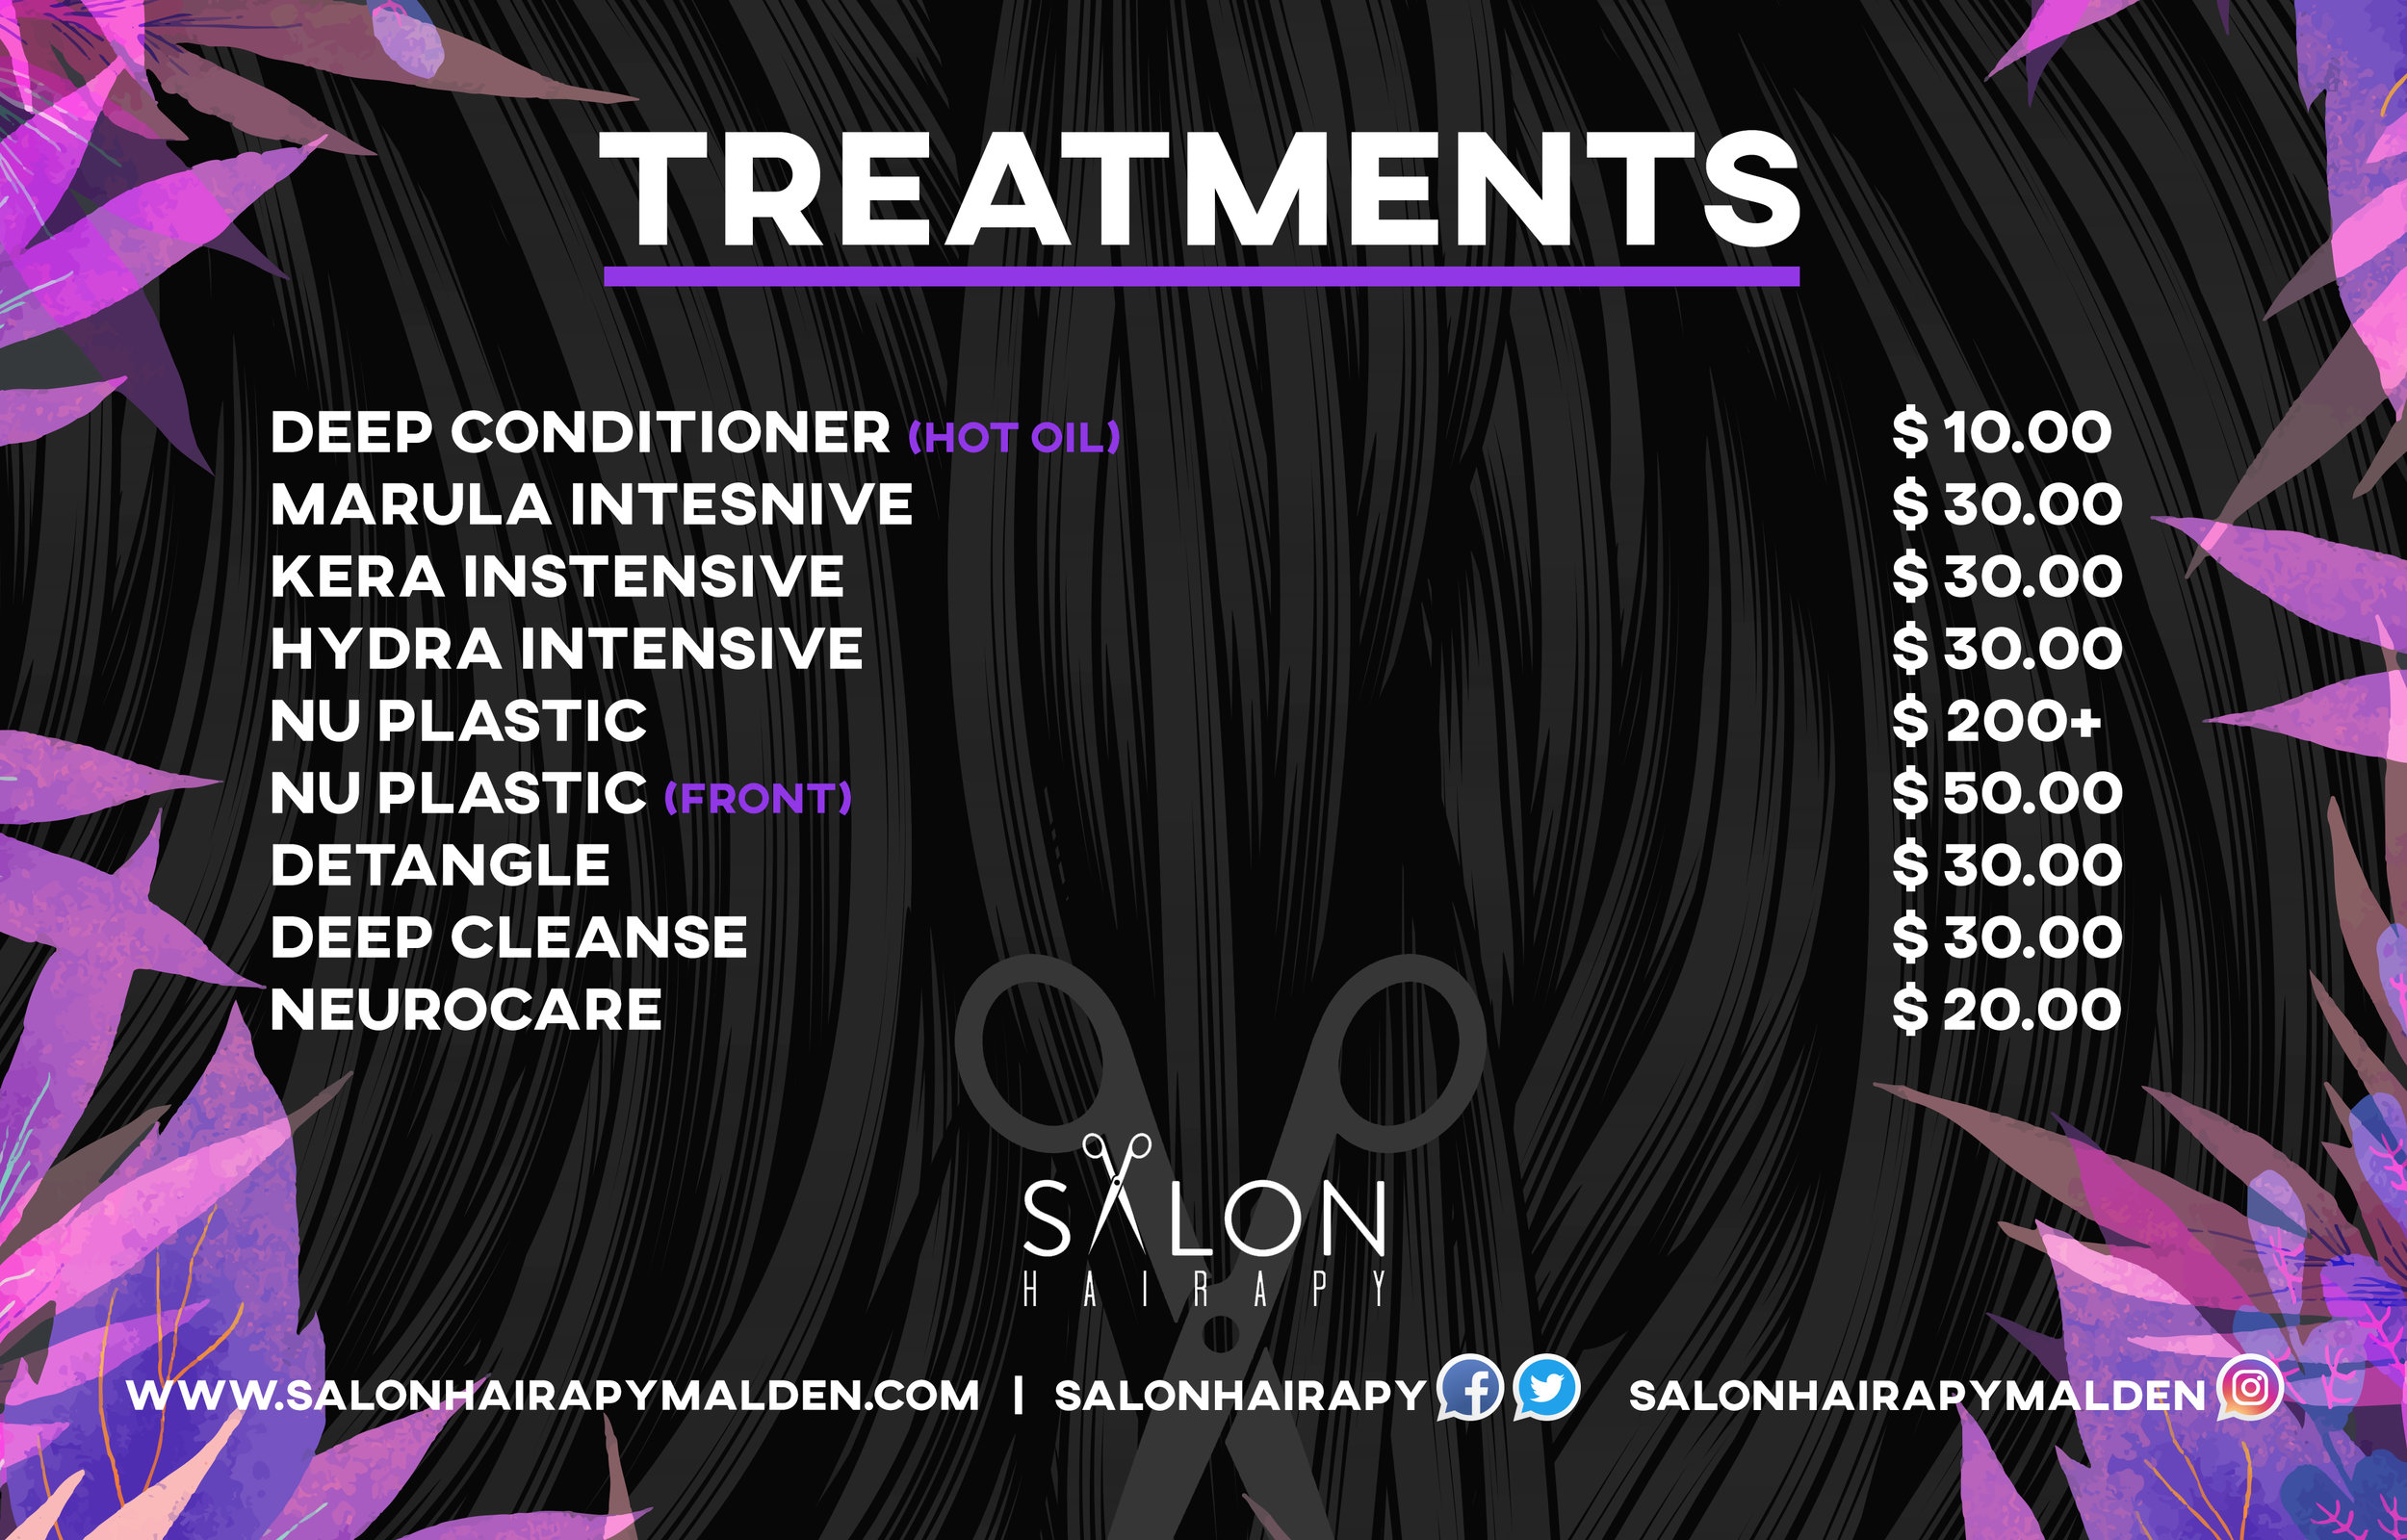 TREATMENTS
DEEP CONDITIONER (HOT OIL) $ 10.00
MARULA INTESNIVE $ 30.00
KERA INSTENSIVE $ 30.00
HYDRA INTENSIVE $ 30.00
NU PLASTIC $ 200+
NU PLASTIC (FRONT) $ 50.00
DETANGLE $ 30.00
DEEP CLEANSE $ 30.00
NEUROCARE $ 20.00
SALON
HAIRAPY
WWW.SALONHAIRAPYMALDEN.COM | SALONHAIRAPY SALONHAIRAPYMALDEN